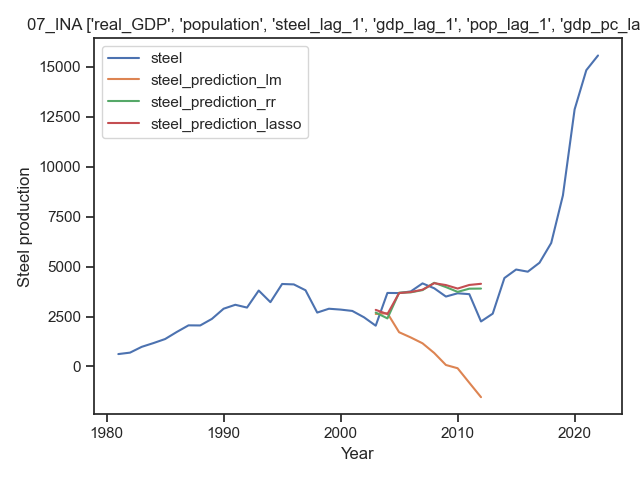 07_INA ['real_GDP', 'population', 'steel_lag_1', 'gdp_lag_1', 'pop_lag_1', 'gdp_pc_la
steel
steel_prediction_lm
steel_prediction_rr
steel_prediction_lasso
15000
12500
10000
7500
5000
2500
0
Steel production
1980 1990 2000 2010 2020
Year